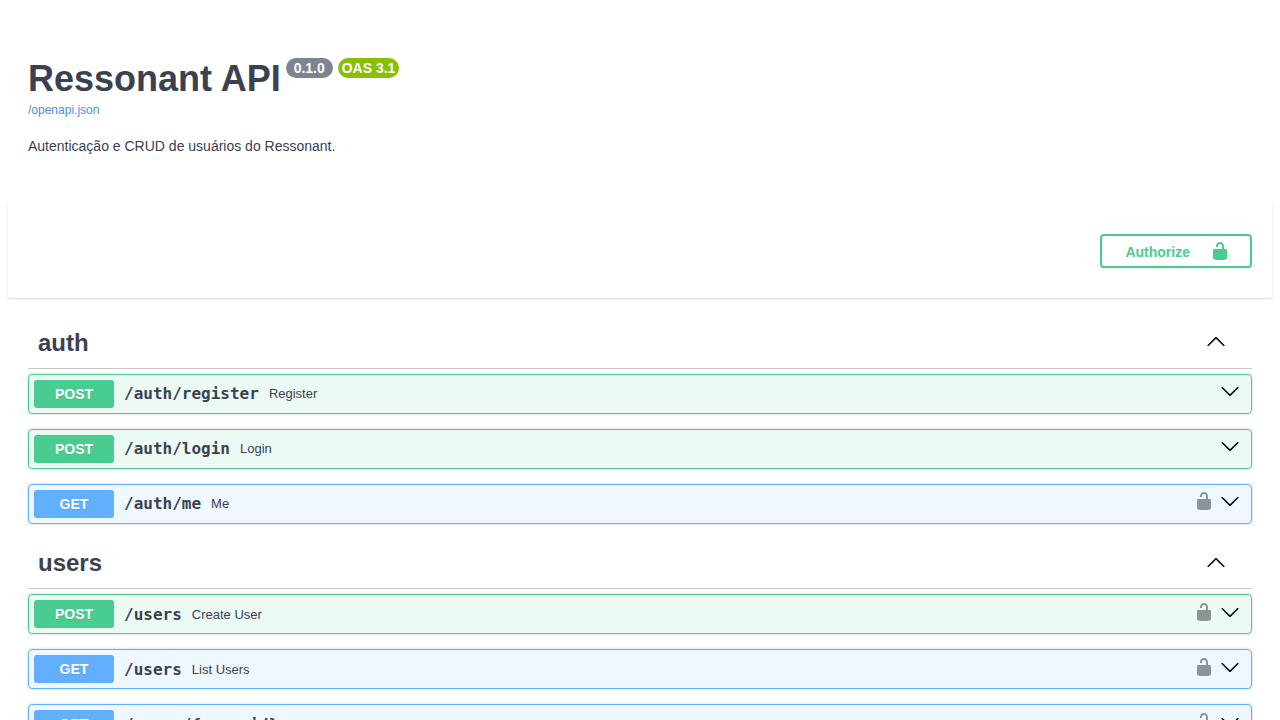 Ressonant API 0.1.0 OAS 3.1
/openapi.json
Autenticação e CRUD de usuários do Ressonant.
Authorize
auth
POST /auth/register Register
POST /auth/login Login
GET /auth/me Me
users
POST /users Create User
GET /users List Users